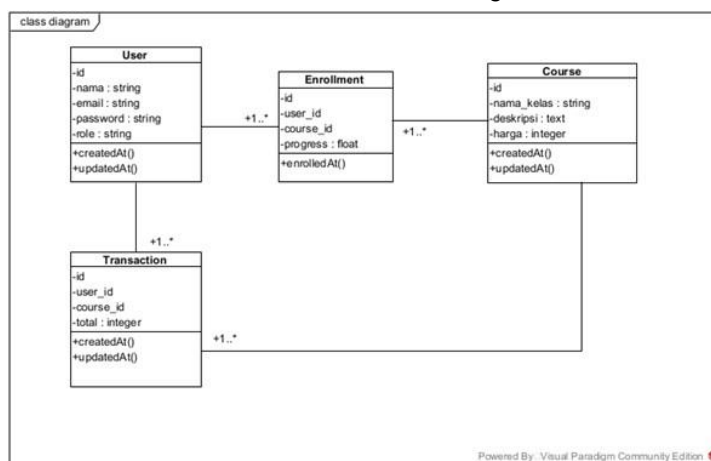 class diagram
User
-id
-nama : string
-email : string
-password : string
-role : string
+createdAt()
+updatedAt()
+1..*
Enrollment
-id
-user_id
-course_id
-progress : float
+enrolledAt()
+1..*
Course
-id
-nama_kelas : string
-deskripsi : text
-harga : integer
+createdAt()
+updatedAt()
+1..*
Transaction
-id
-user_id
-course_id
-total : integer
+createdAt()
+updatedAt()
+1..*
Powered By. Visual Paradigm Community Edition